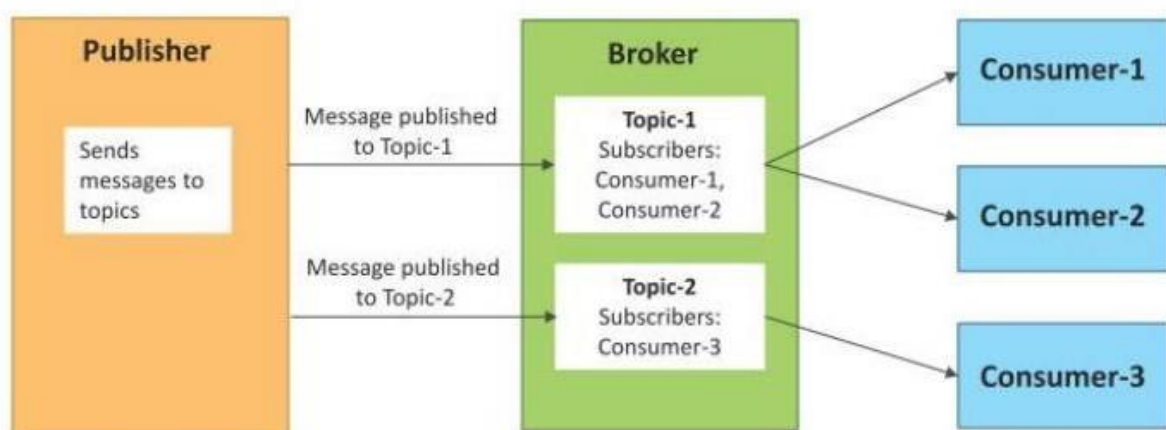 Publisher
Sends
messages to
topics
Message published
to Topic-1
Message published
to Topic-2
Broker
Topic-1
Subscribers:
Consumer-1,
Consumer-2
Topic-2
Subscribers:
Consumer-3
Consumer-1
Consumer-2
Consumer-3